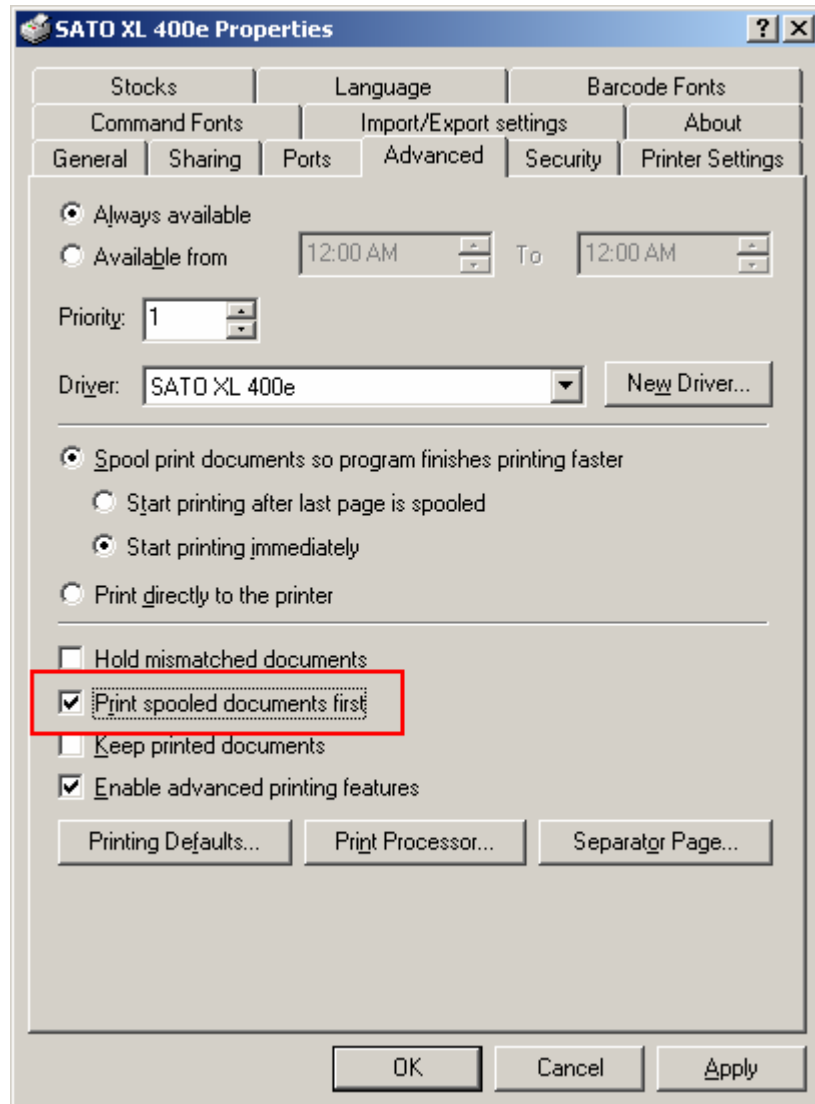 SATO XL 400e Properties
Stocks Language Barcode Fonts
Command Fonts Import/Export settings About
General Sharing Ports Advanced Security Printer Settings
Always available
Available from 12:00 AM To 12:00 AM
Priority: 1
Driver: SATO XL 400e New Driver...
Spool print documents so program finishes printing faster
Start printing after last page is spooled
Start printing immediately
Print directly to the printer
Hold mismatched documents
Print spooled documents first
Keep printed documents
Enable advanced printing features
Printing Defaults... Print Processor... Separator Page...
OK Cancel Apply